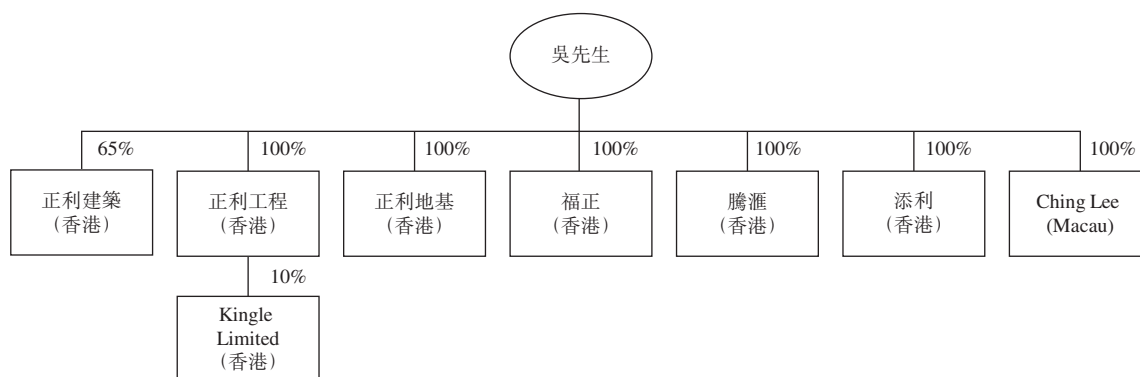 吳先生
65%
100%
100%
100%
100%
100%
100%
正利建築
（香港）
正利工程
（香港）
正利地基
（香港）
福正
（香港）
騰滙
（香港）
添利
（香港）
Ching Lee
(Macau)
10%
Kingle
Limited
（香港）